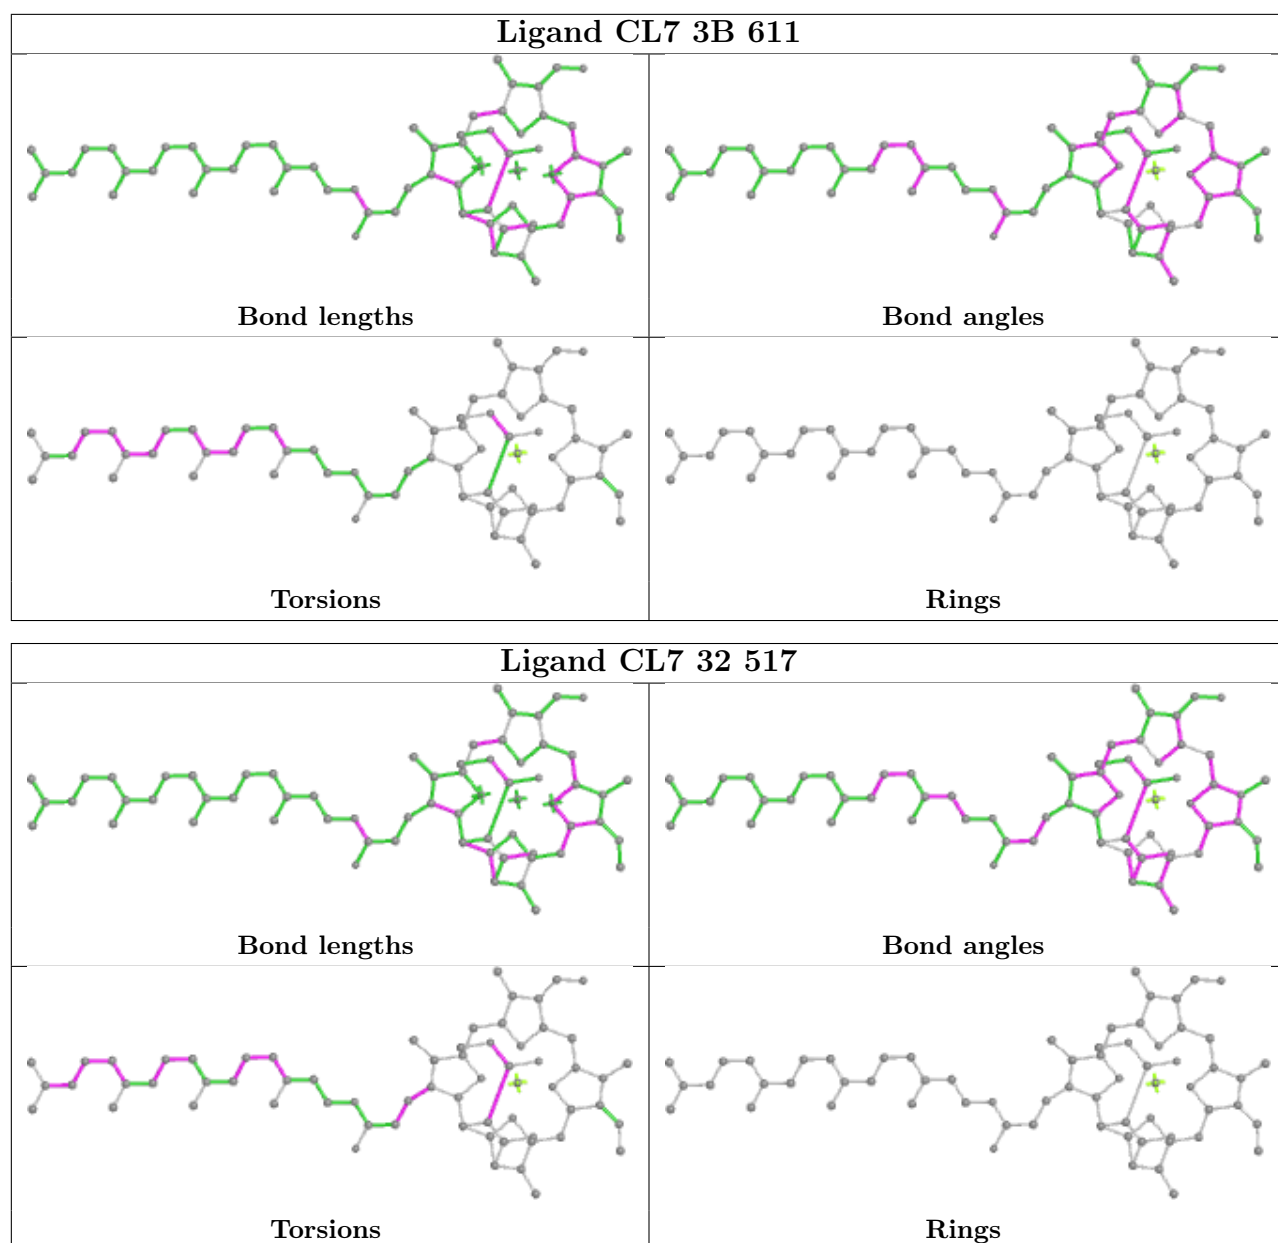 Ligand CL7 3B 611
Bond lengths
Bond angles
Torsions
Rings
Ligand CL7 32 517
Bond lengths
Bond angles
Torsions
Rings